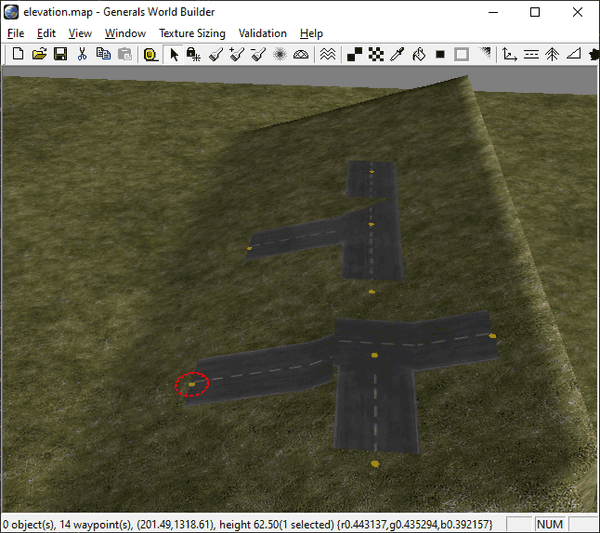 elevation.map - Generals World Builder
File Edit View Window Texture Sizing Validation Help
0 object(s), 14 waypoint(s), (201.49,1318.61), height 62.50(1 selected) {r0.443137,g0.435294,b0.392157} NUM